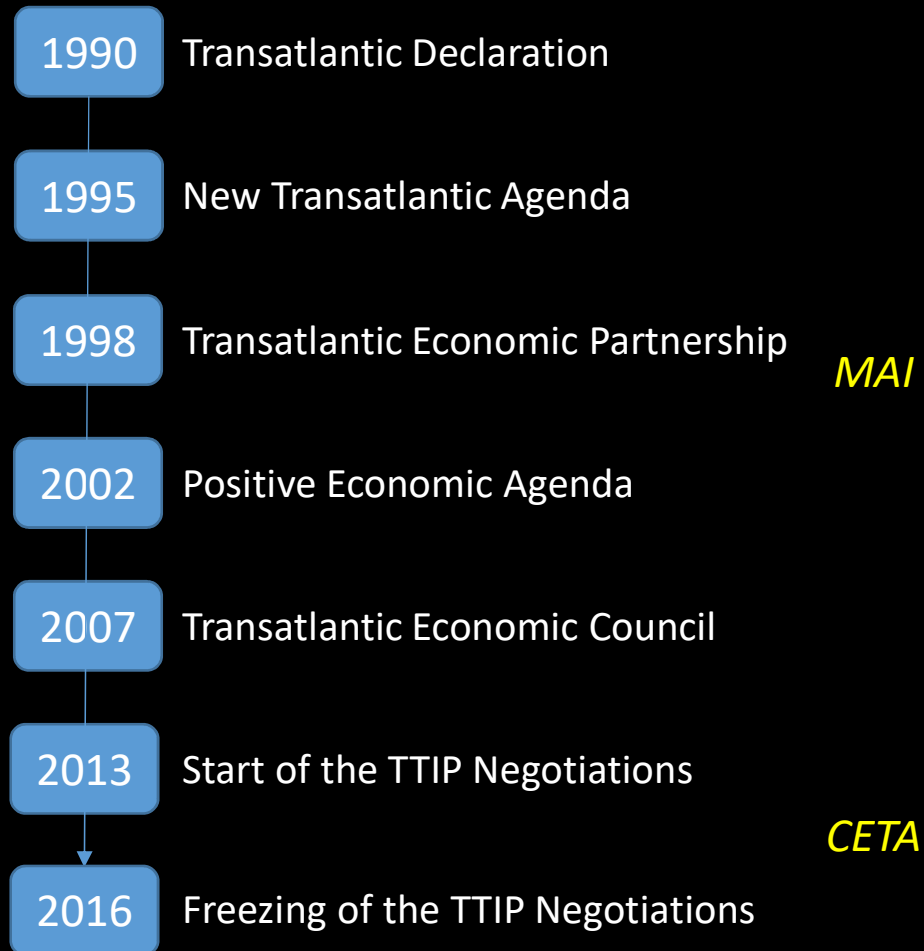 1990 Transatlantic Declaration
1995 New Transatlantic Agenda
1998 Transatlantic Economic Partnership
MAI
2002 Positive Economic Agenda
2007 Transatlantic Economic Council
2013 Start of the TTIP Negotiations
CETA
2016 Freezing of the TTIP Negotiations